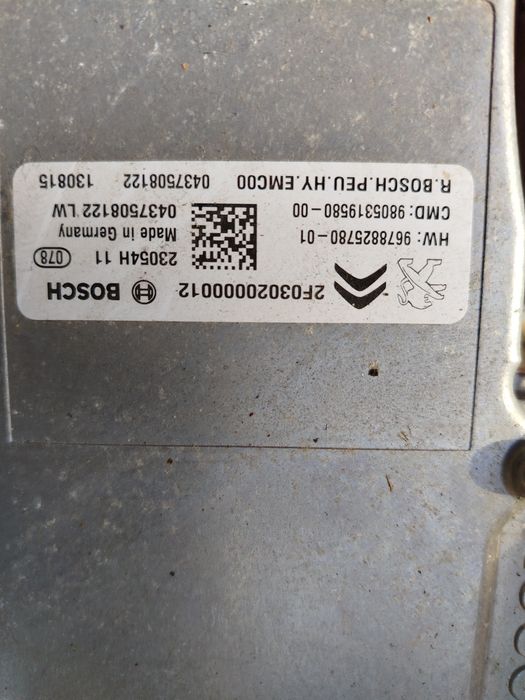 2F0302000012 BOSCH
HW: 9678825780-01 23054H 11 078
CMD: 9805319580-00 Made in Germany
0437508122 LW
R.BOSCH.PEU.HY.EMC00 0437508122 130815